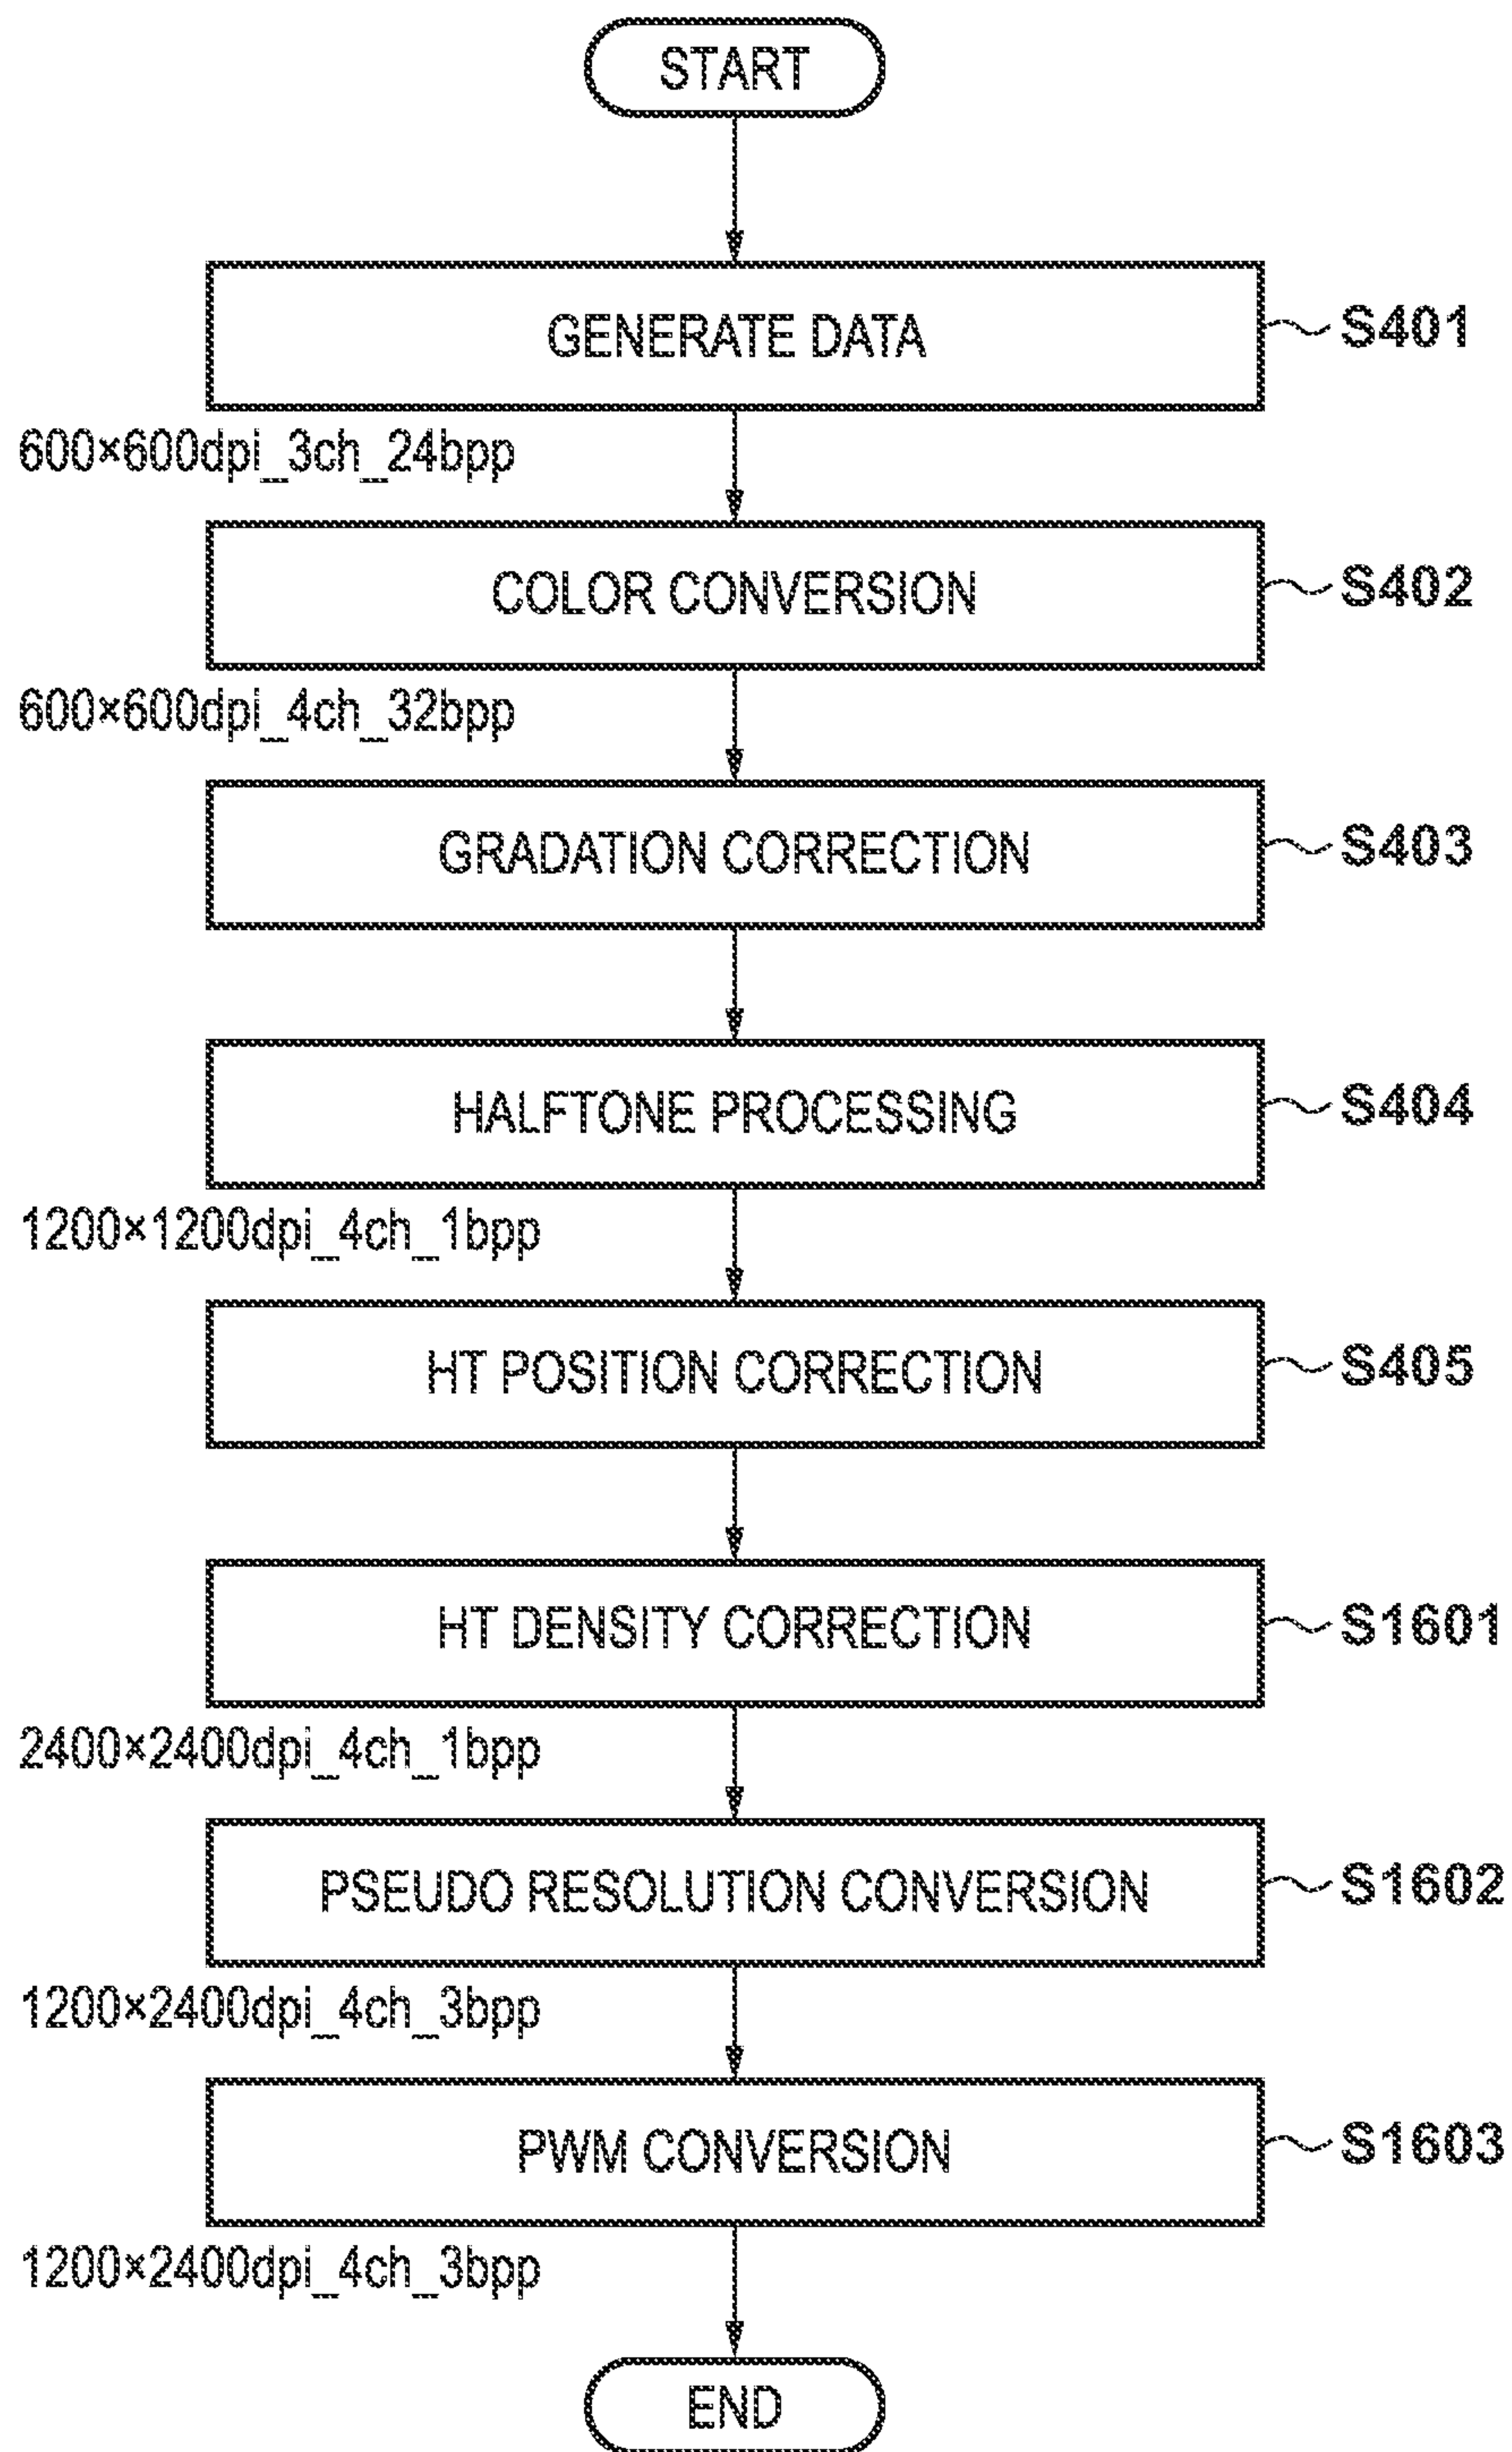 START
GENERATE DATA
S401
600×600dpi_3ch_24bpp
COLOR CONVERSION
S402
600×600dpi_4ch_32bpp
GRADATION CORRECTION
S403
HALFTONE PROCESSING
S404
1200×1200dpi_4ch_1bpp
HT POSITION CORRECTION
S405
HT DENSITY CORRECTION
S1601
2400×2400dpi_4ch_1bpp
PSEUDO RESOLUTION CONVERSION
S1602
1200×2400dpi_4ch_3bpp
PWM CONVERSION
S1603
1200×2400dpi_4ch_3bpp
END